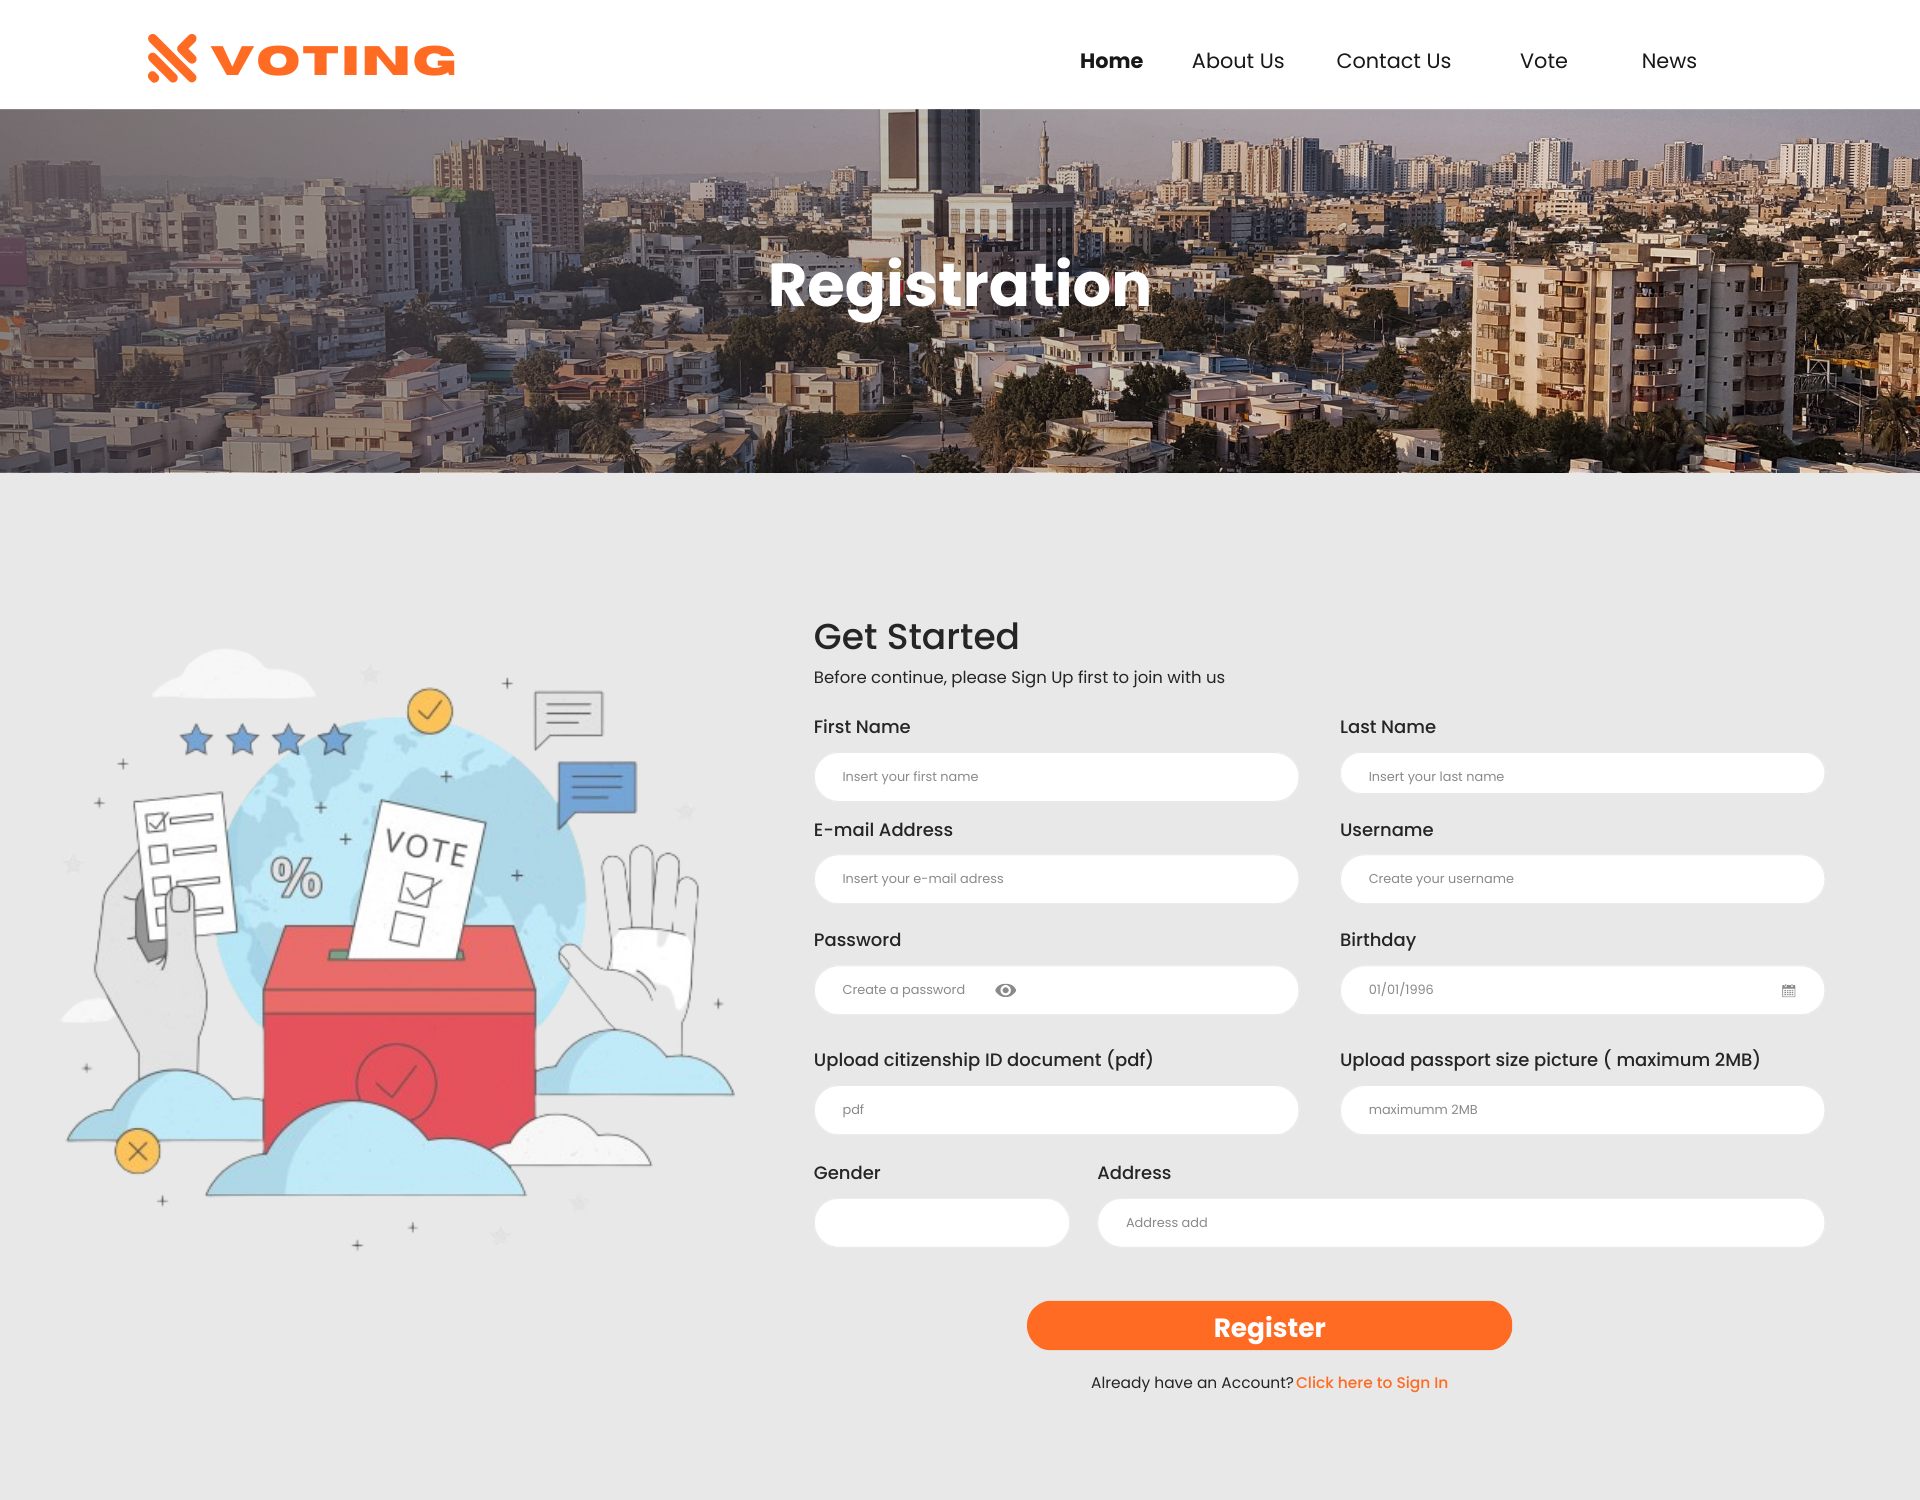 VOTING
Home About Us Contact Us Vote News
Registration
Get Started
Before continue, please Sign Up first to join with us
First Name Last Name
Insert your first name Insert your last name
E-mail Address Username
Insert your e-mail adress Create your username
Password Birthday
Create a password 01/01/1996
Upload citizenship ID document (pdf) Upload passport size picture ( maximum 2MB)
pdf maximumm 2MB
Gender Address
Address add
Register
Already have an Account? Click here to Sign In
%
VOTE